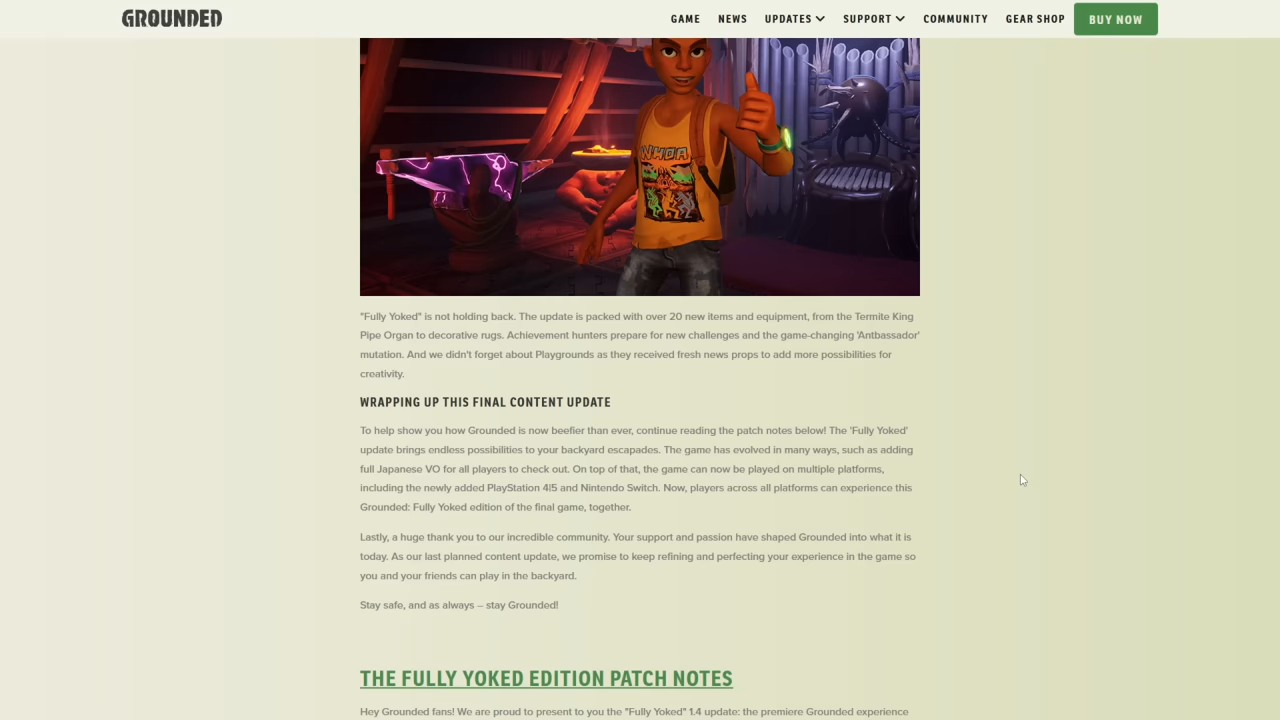 GROUNDED
GAME NEWS UPDATES SUPPORT COMMUNITY GEAR SHOP BUY NOW
WHOA
"Fully Yoked" is not holding back. The update is packed with over 20 new items and equipment, from the Termite King
Pipe Organ to decorative rugs. Achievement hunters prepare for new challenges and the game-changing 'Antbassador'
mutation. And we didn't forget about Playgrounds as they received fresh news props to add more possibilities for
creativity.
WRAPPING UP THIS FINAL CONTENT UPDATE
To help show you how Grounded is now beefier than ever, continue reading the patch notes below! The 'Fully Yoked'
update brings endless possibilities to your backyard escapades. The game has evolved in many ways, such as adding
full Japanese VO for all players to check out. On top of that, the game can now be played on multiple platforms,
including the newly added PlayStation 4|5 and Nintendo Switch. Now, players across all platforms can experience this
Grounded: Fully Yoked edition of the final game, together.
Lastly, a huge thank you to our incredible community. Your support and passion have shaped Grounded into what it is
today. As our last planned content update, we promise to keep refining and perfecting your experience in the game so
you and your friends can play in the backyard.
Stay safe, and as always – stay Grounded!
THE FULLY YOKED EDITION PATCH NOTES
Hey Grounded fans! We are proud to present to you the "Fully Yoked" 1.4 update: the premiere Grounded experience